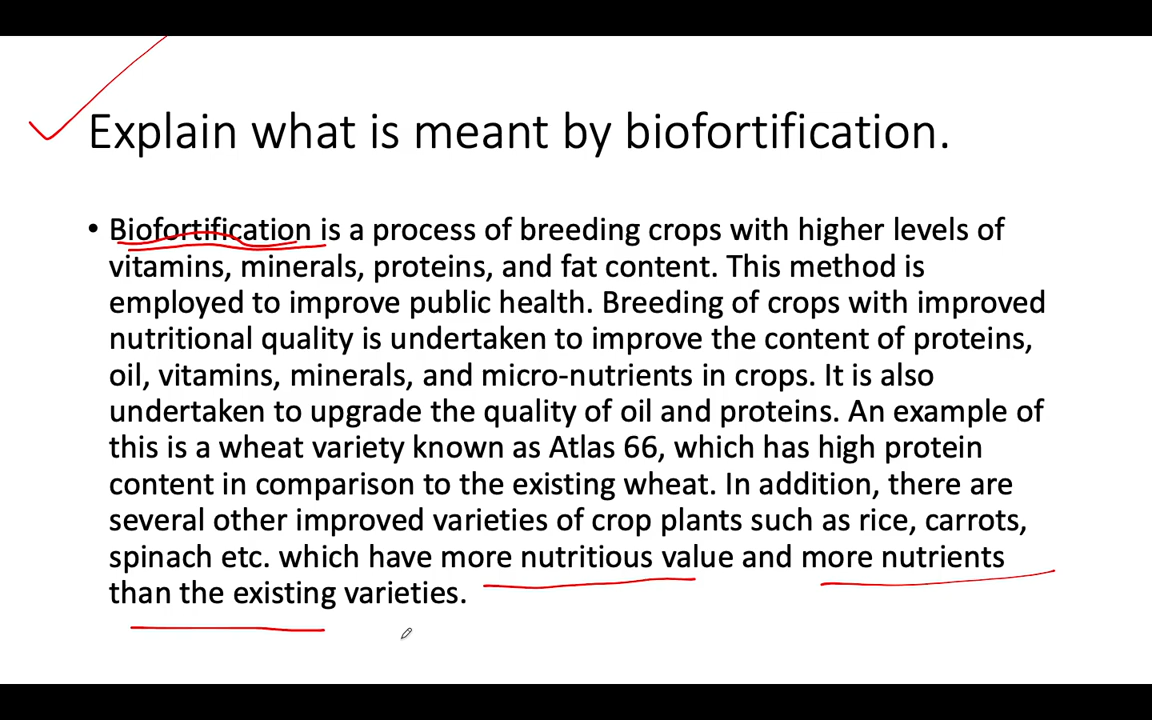 Explain what is meant by biofortification.
• Biofortification is a process of breeding crops with higher levels of
vitamins, minerals, proteins, and fat content. This method is
employed to improve public health. Breeding of crops with improved
nutritional quality is undertaken to improve the content of proteins,
oil, vitamins, minerals, and micro-nutrients in crops. It is also
undertaken to upgrade the quality of oil and proteins. An example of
this is a wheat variety known as Atlas 66, which has high protein
content in comparison to the existing wheat. In addition, there are
several other improved varieties of crop plants such as rice, carrots,
spinach etc. which have more nutritious value and more nutrients
than the existing varieties.